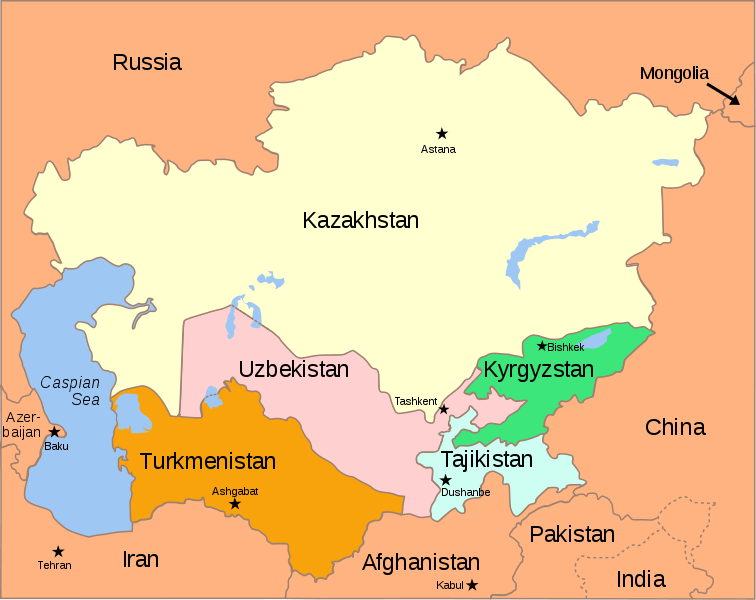 Russia
Mongolia
Astana
Kazakhstan
Bishkek
Uzbekistan
Kyrgyzstan
Caspian
Sea
Tashkent
Azer-
baijan
Baku
China
Turkmenistan
Tajikistan
Ashgabat
Dushanbe
Pakistan
Iran
Afghanistan
Tehran
India
Kabul